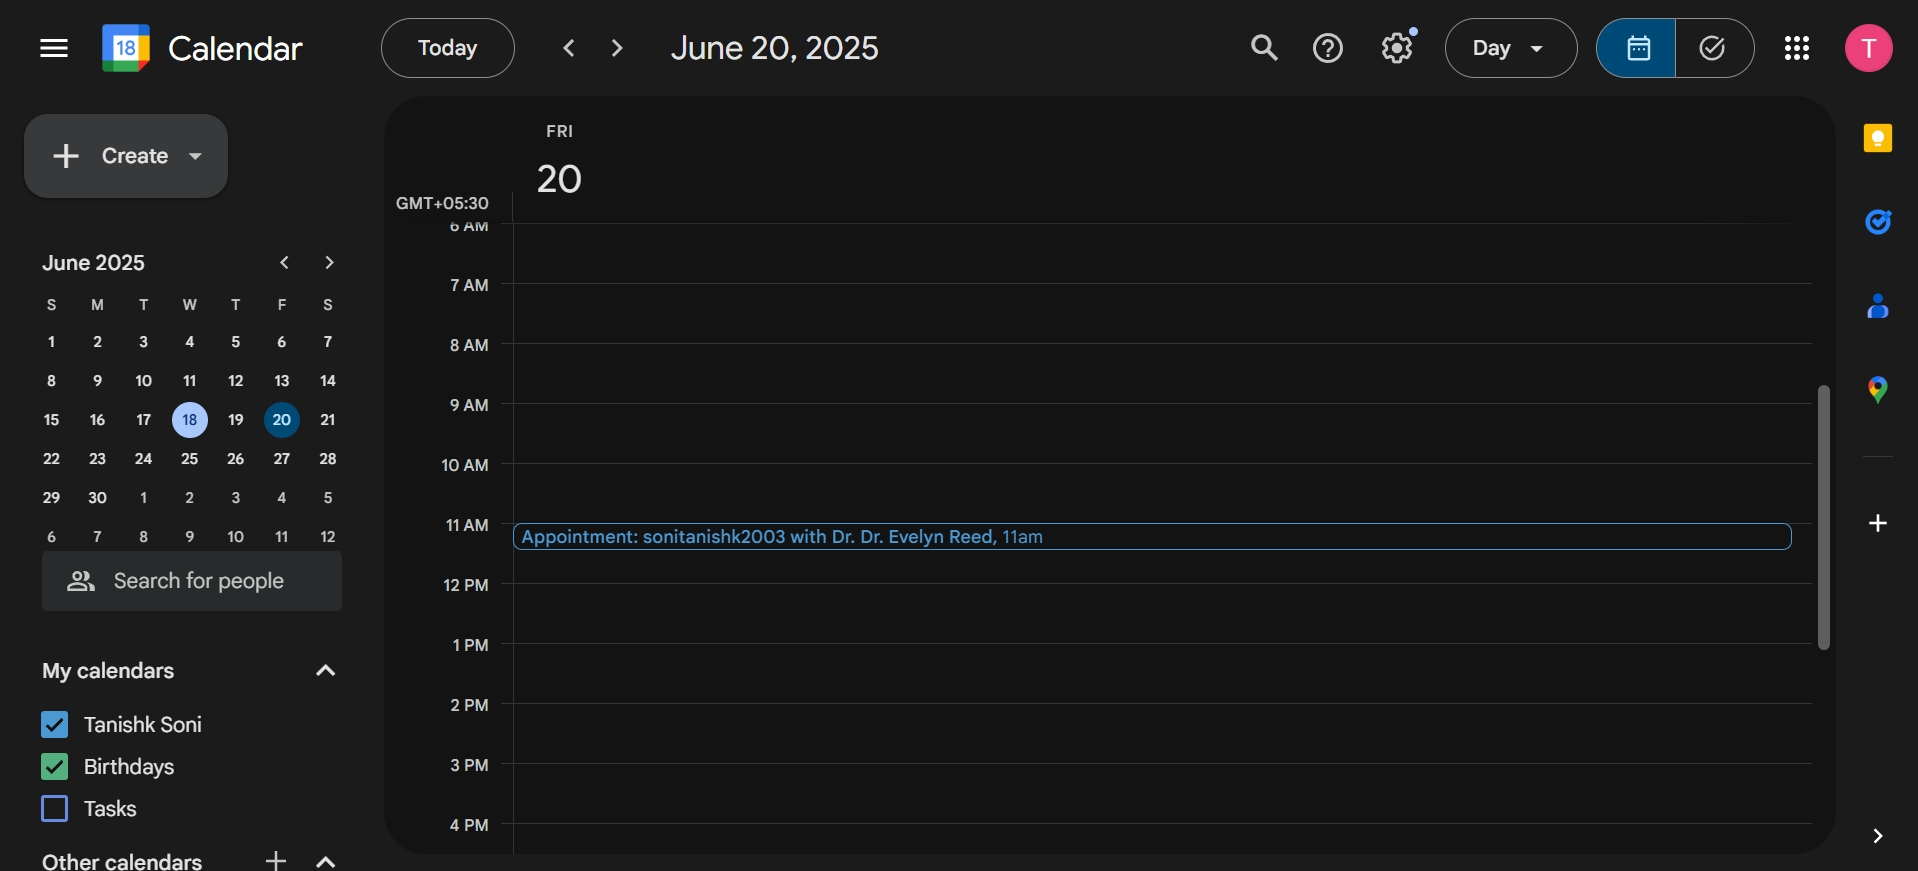 18 Calendar Today June 20, 2025 Day T
Create
June 2025
S M T W T F S
1 2 3 4 5 6 7
8 9 10 11 12 13 14
15 16 17 18 19 20 21
22 23 24 25 26 27 28
29 30 1 2 3 4 5
6 7 8 9 10 11 12
Search for people
My calendars
Tanishk Soni
Birthdays
Tasks
Other calendars
FRI
20
GMT+05:30
6 AM
7 AM
8 AM
9 AM
10 AM
11 AM
Appointment: sonitanishk2003 with Dr. Dr. Evelyn Reed, 11am
12 PM
1 PM
2 PM
3 PM
4 PM